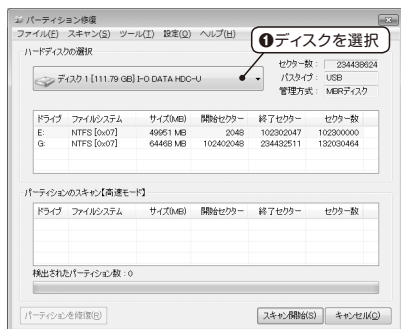 パーティション修復
ファイル(F) スキャン(S) ツール(T) 設定(O) ヘルプ(H)
❶ディスクを選択
ハードディスクの選択
ディスク 1 [111.79 GB] I-O DATA HDC-U
セクター数： 234438624
バスタイプ： USB
管理方式： MBRディスク
ドライブ ファイルシステム サイズ(MB) 開始セクター 終了セクター セクター数
E: NTFS [0x07] 49951 MB 2048 102302047 102300000
G: NTFS [0x07] 64468 MB 102402048 234432511 132030464
パーティションのスキャン【高速モード】
ドライブ ファイルシステム サイズ(MB) 開始セクター 終了セクター セクター数
検出されたパーティション数：0
パーティションを修復(R) スキャン開始(S) キャンセル(C)